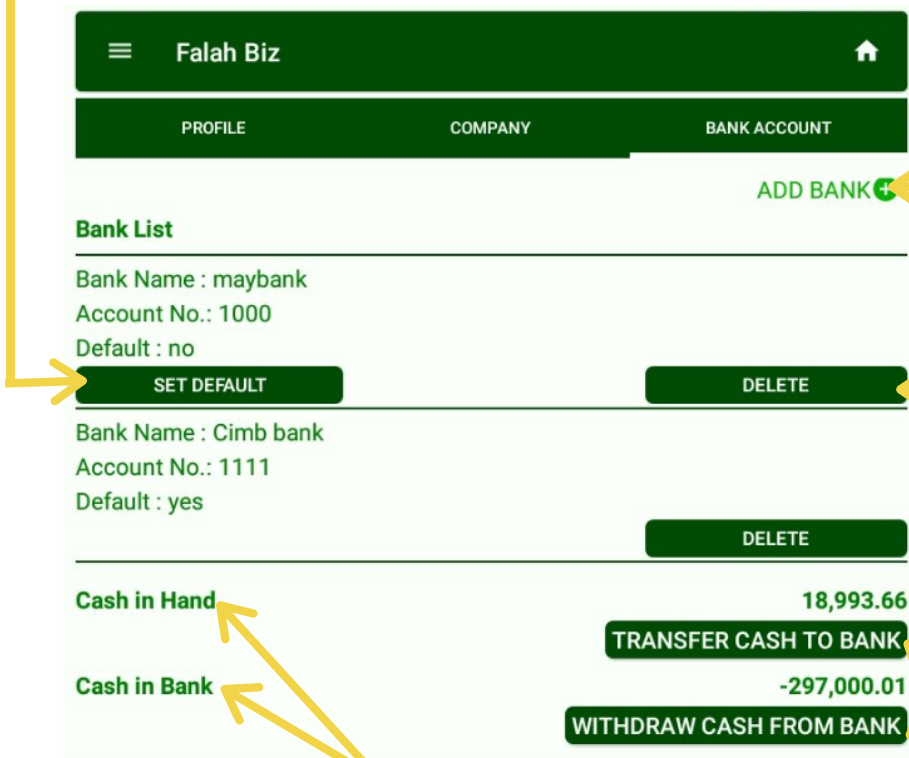 Falah Biz
PROFILE COMPANY BANK ACCOUNT
ADD BANK
Bank List
Bank Name : maybank
Account No.: 1000
Default : no
SET DEFAULT DELETE
Bank Name : Cimb bank
Account No.: 1111
Default : yes
DELETE
Cash in Hand 18,993.66
TRANSFER CASH TO BANK
Cash in Bank -297,000.01
WITHDRAW CASH FROM BANK